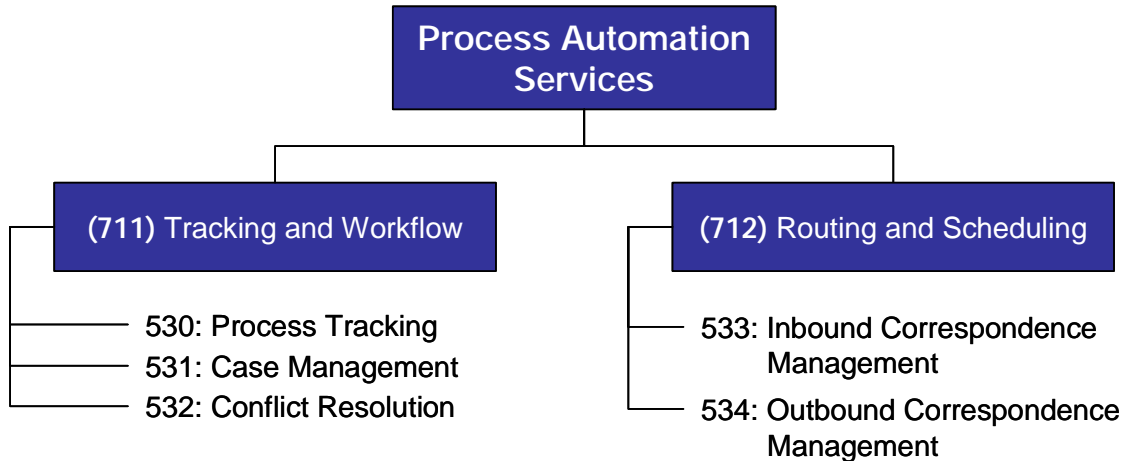 Process Automation
Services
(711) Tracking and Workflow
530: Process Tracking
531: Case Management
532: Conflict Resolution
(712) Routing and Scheduling
533: Inbound Correspondence
Management
534: Outbound Correspondence
Management